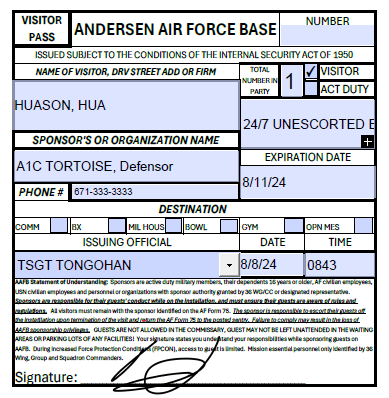 VISITOR PASS
ANDERSEN AIR FORCE BASE
NUMBER
ISSUED SUBJECT TO THE CONDITIONS OF THE INTERNAL SECURITY ACT OF 1950
NAME OF VISITOR, DRV STREET ADD OR FIRM
TOTAL NUMBER IN PARTY
1
✓ VISITOR
ACT DUTY
HUASON, HUA
24/7 UNESCORTED E
SPONSOR'S OR ORGANIZATION NAME
A1C TORTOISE, Defensor
EXPIRATION DATE
8/11/24
PHONE # 671-333-3333
DESTINATION
COMM BX MIL HOUS BOWL GYM OPN MES
ISSUING OFFICIAL DATE TIME
TSGT TONGOHAN 8/8/24 0843
AAFB Statement of Understanding: Sponsors are active duty military members, their dependents 16 years or older, AF civilian employees,
USN civilian employees and personnel or organizations with sponsor authority granted by 36 WG/CC or designated representative.
Sponsors are responsible for their guests' conduct while on the installation, and must ensure their guests are aware of rules and
regulations. All visitors must remain with the sponsor identified on the AF Form 75. The sponsor is responsible to escort their guests off
the installation upon termination of the visit and return the AF Form 75 to the posted sentry. Failure to comply may result in the loss of
AAFB sponsorship privileges. GUESTS ARE NOT ALLOWED IN THE COMMISSARY, GUEST MAY NOT BE LEFT UNATTENDED IN THE WAITING
AREAS OR PARKING LOTS OF ANY FACILITIES! Your signature states you understand your responsibilities while sponsoring guests on
AAFB. During increased Force Protection Conditions (FPCON), access to guest is limited. Mission essential personnel only identified by 36
Wing, Group and Squadron Commanders.
Signature: